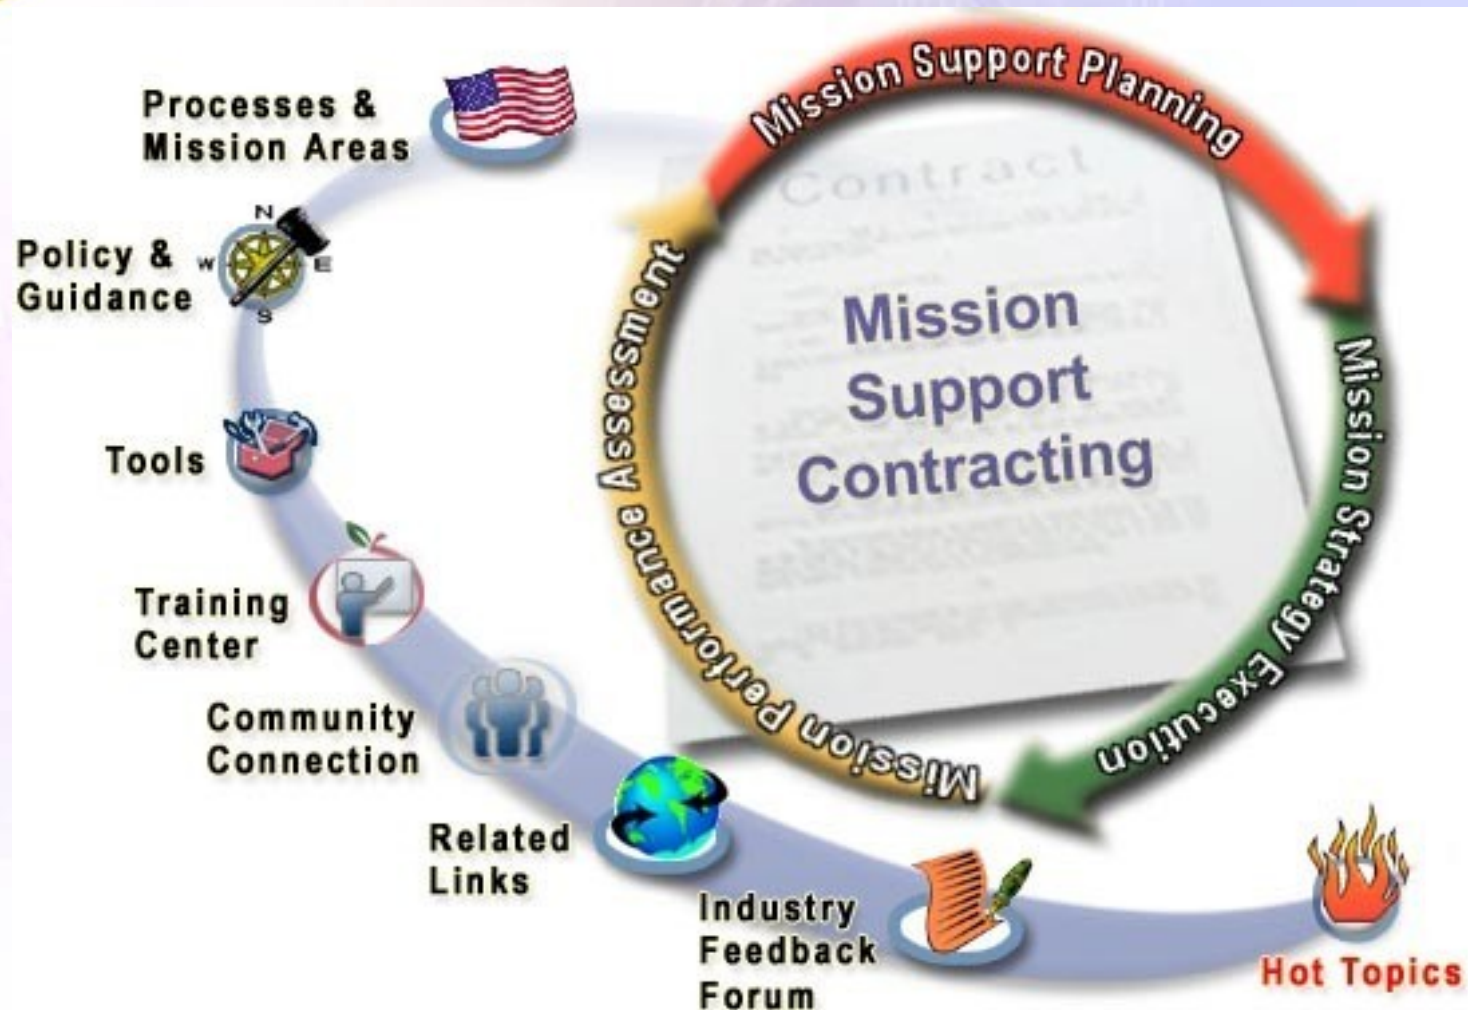 Processes &
Mission Areas
N
W
E
S
Policy &
Guidance
Tools
Training
Center
Community
Connection
Related
Links
Industry
Feedback
Forum
Hot Topics
Mission Support Planning
Mission Strategy Execution
Mission Performance Assessment
Contract
Mission
Support
Contracting